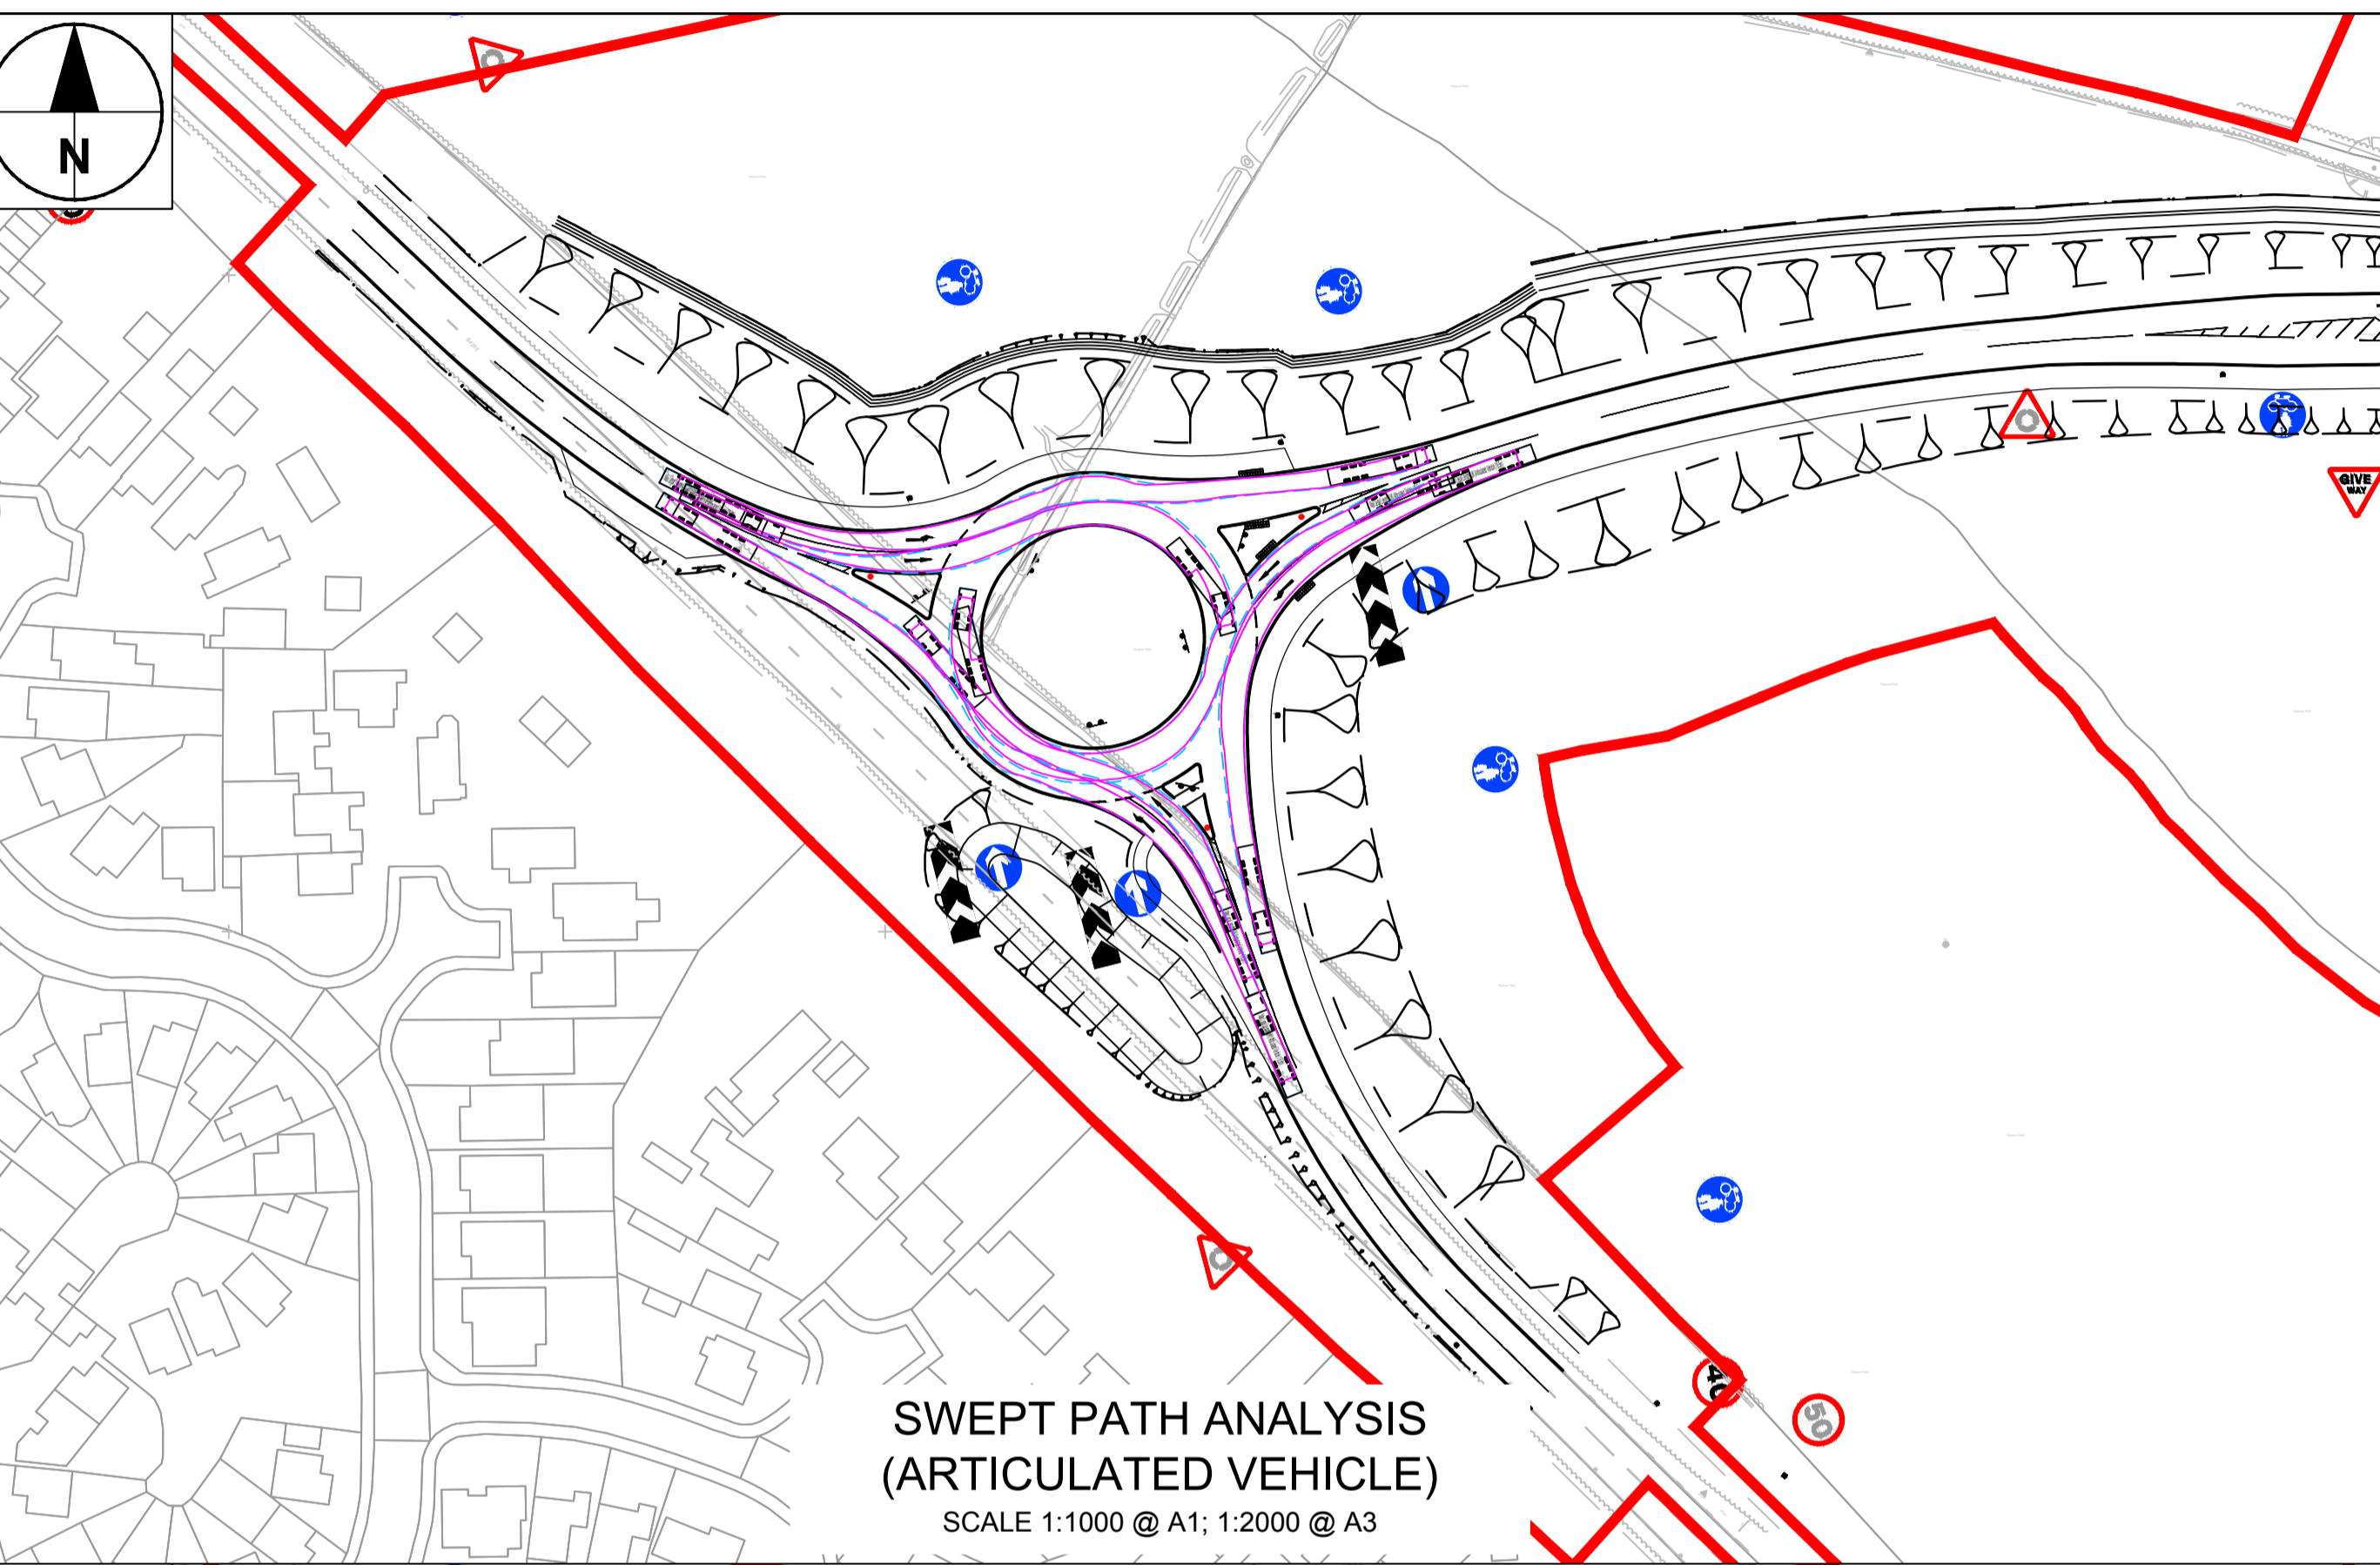 N
GIVE
WAY
40
50
SWEPT PATH ANALYSIS
(ARTICULATED VEHICLE)
SCALE 1:1000 @ A1; 1:2000 @ A3